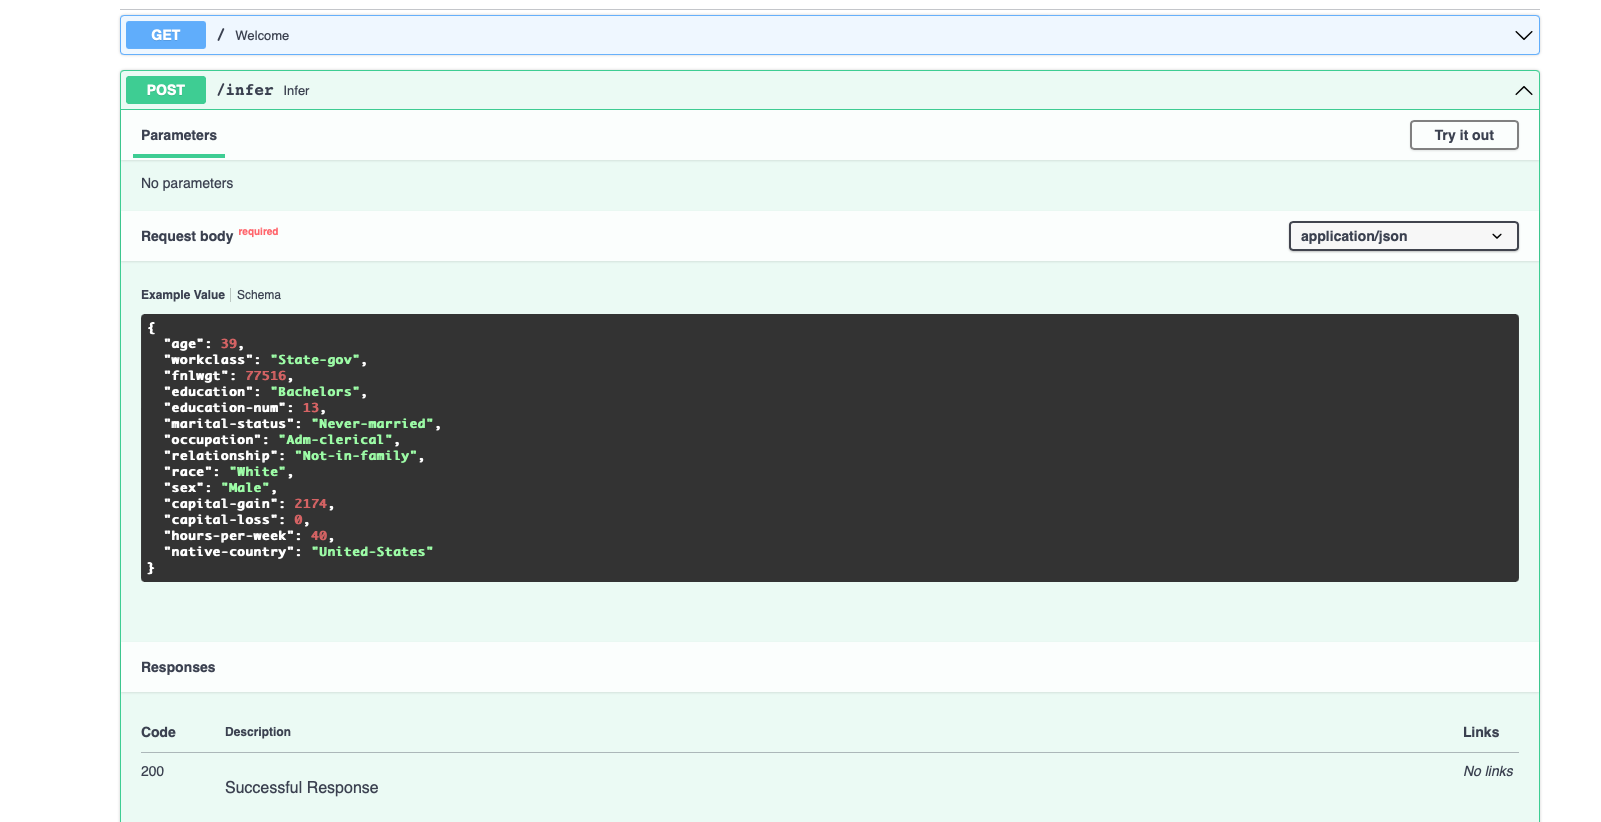 GET / Welcome
POST /infer Infer
Parameters Try it out
No parameters
Request body required application/json
Example Value Schema
{
"age": 39,
"workclass": "State-gov",
"fnlwgt": 77516,
"education": "Bachelors",
"education-num": 13,
"marital-status": "Never-married",
"occupation": "Adm-clerical",
"relationship": "Not-in-family",
"race": "White",
"sex": "Male",
"capital-gain": 2174,
"capital-loss": 0,
"hours-per-week": 40,
"native-country": "United-States"
}
Responses
Code Description Links
200 No links
Successful Response